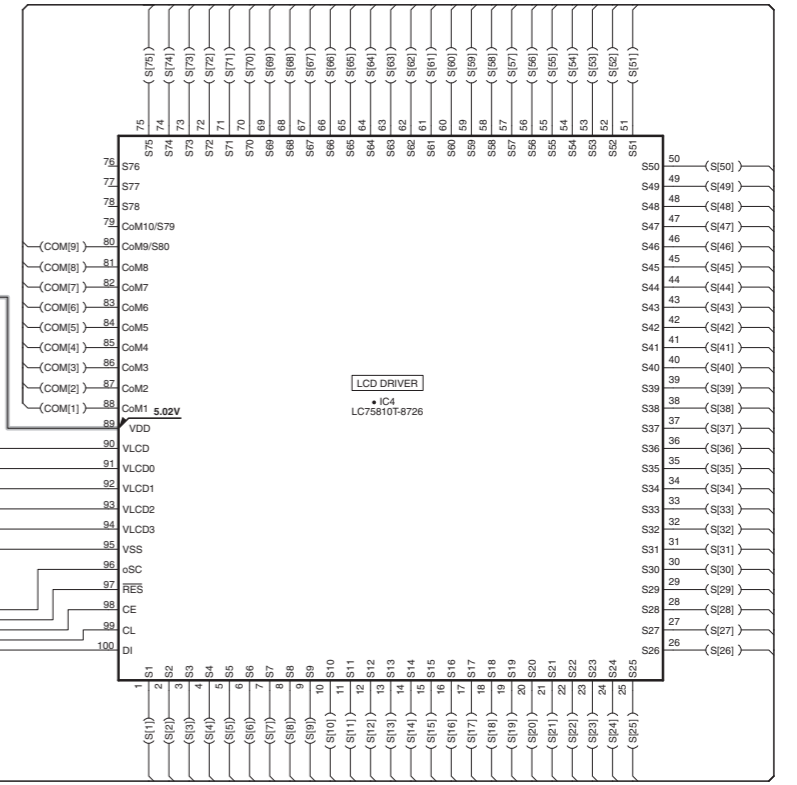 (S[75]) (S[74]) (S[73]) (S[72]) (S[71]) (S[70]) (S[69]) (S[68]) (S[67]) (S[66]) (S[65]) (S[64]) (S[63]) (S[62]) (S[61]) (S[60]) (S[59]) (S[58]) (S[57]) (S[56]) (S[55]) (S[54]) (S[53]) (S[52]) (S[51])
75 74 73 72 71 70 69 68 67 66 65 64 63 62 61 60 59 58 57 56 55 54 53 52 51
S75 S74 S73 S72 S71 S70 S69 S68 S67 S66 S65 S64 S63 S62 S61 S60 S59 S58 S57 S56 S55 S54 S53 S52 S51
76 S76
77 S77
78 S78
79 CoM10/S79
(COM[9] ) 80 CoM9/S80
(COM[8] ) 81 CoM8
(COM[7] ) 82 CoM7
(COM[6] ) 83 CoM6
(COM[5] ) 84 CoM5
(COM[4] ) 85 CoM4
(COM[3] ) 86 CoM3
(COM[2] ) 87 CoM2
(COM[1] ) 88 CoM1
5.02V
89 VDD
90 VLCD
91 VLCD0
92 VLCD1
93 VLCD2
94 VLCD3
95 VSS
96 oSC
97 RES
98 CE
99 CL
100 DI
LCD DRIVER
• IC4
LC75810T-8726
S50 50 (S[50] )
S49 49 (S[49] )
S48 48 (S[48] )
S47 47 (S[47] )
S46 46 (S[46] )
S45 45 (S[45] )
S44 44 (S[44] )
S43 43 (S[43] )
S42 42 (S[42] )
S41 41 (S[41] )
S40 40 (S[40] )
S39 39 (S[39] )
S38 38 (S[38] )
S37 37 (S[37] )
S36 36 (S[36] )
S35 35 (S[35] )
S34 34 (S[34] )
S33 33 (S[33] )
S32 32 (S[32] )
S31 31 (S[31] )
S30 30 (S[30] )
S29 29 (S[29] )
S28 28 (S[28] )
S27 27 (S[27] )
S26 26 (S[26] )
S1 S2 S3 S4 S5 S6 S7 S8 S9 S10 S11 S12 S13 S14 S15 S16 S17 S18 S19 S20 S21 S22 S23 S24 S25
1 2 3 4 5 6 7 8 9 10 11 12 13 14 15 16 17 18 19 20 21 22 23 24 25
(S[1]) (S[2]) (S[3]) (S[4]) (S[5]) (S[6]) (S[7]) (S[8]) (S[9]) (S[10]) (S[11]) (S[12]) (S[13]) (S[14]) (S[15]) (S[16]) (S[17]) (S[18]) (S[19]) (S[20]) (S[21]) (S[22]) (S[23]) (S[24]) (S[25])